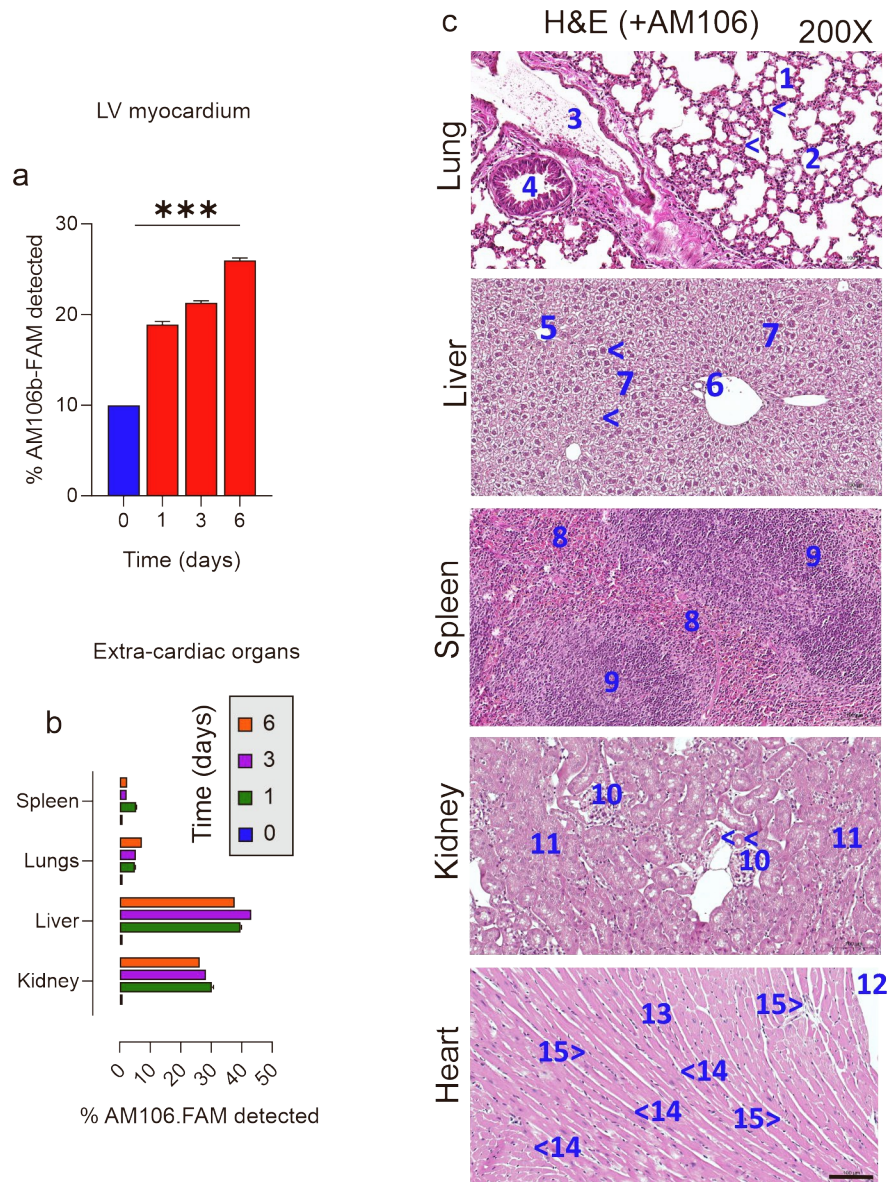 LV myocardium
a
***
% AM106b-FAM detected
30
20
10
0
0 1 3 6
Time (days)
Extra-cardiac organs
b
Time (days)
6
3
1
0
Spleen
Lungs
Liver
Kidney
0 10 20 30 40 50
% AM106.FAM detected
c
H&E (+AM106) 200X
Lung
1
<
3
<
2
4
Liver
5
<
7
7
6
<
Spleen
8
9
8
9
Kidney
10
11
< <
10
11
Heart
12
13
15>
15>
<14
<14
15>
<14